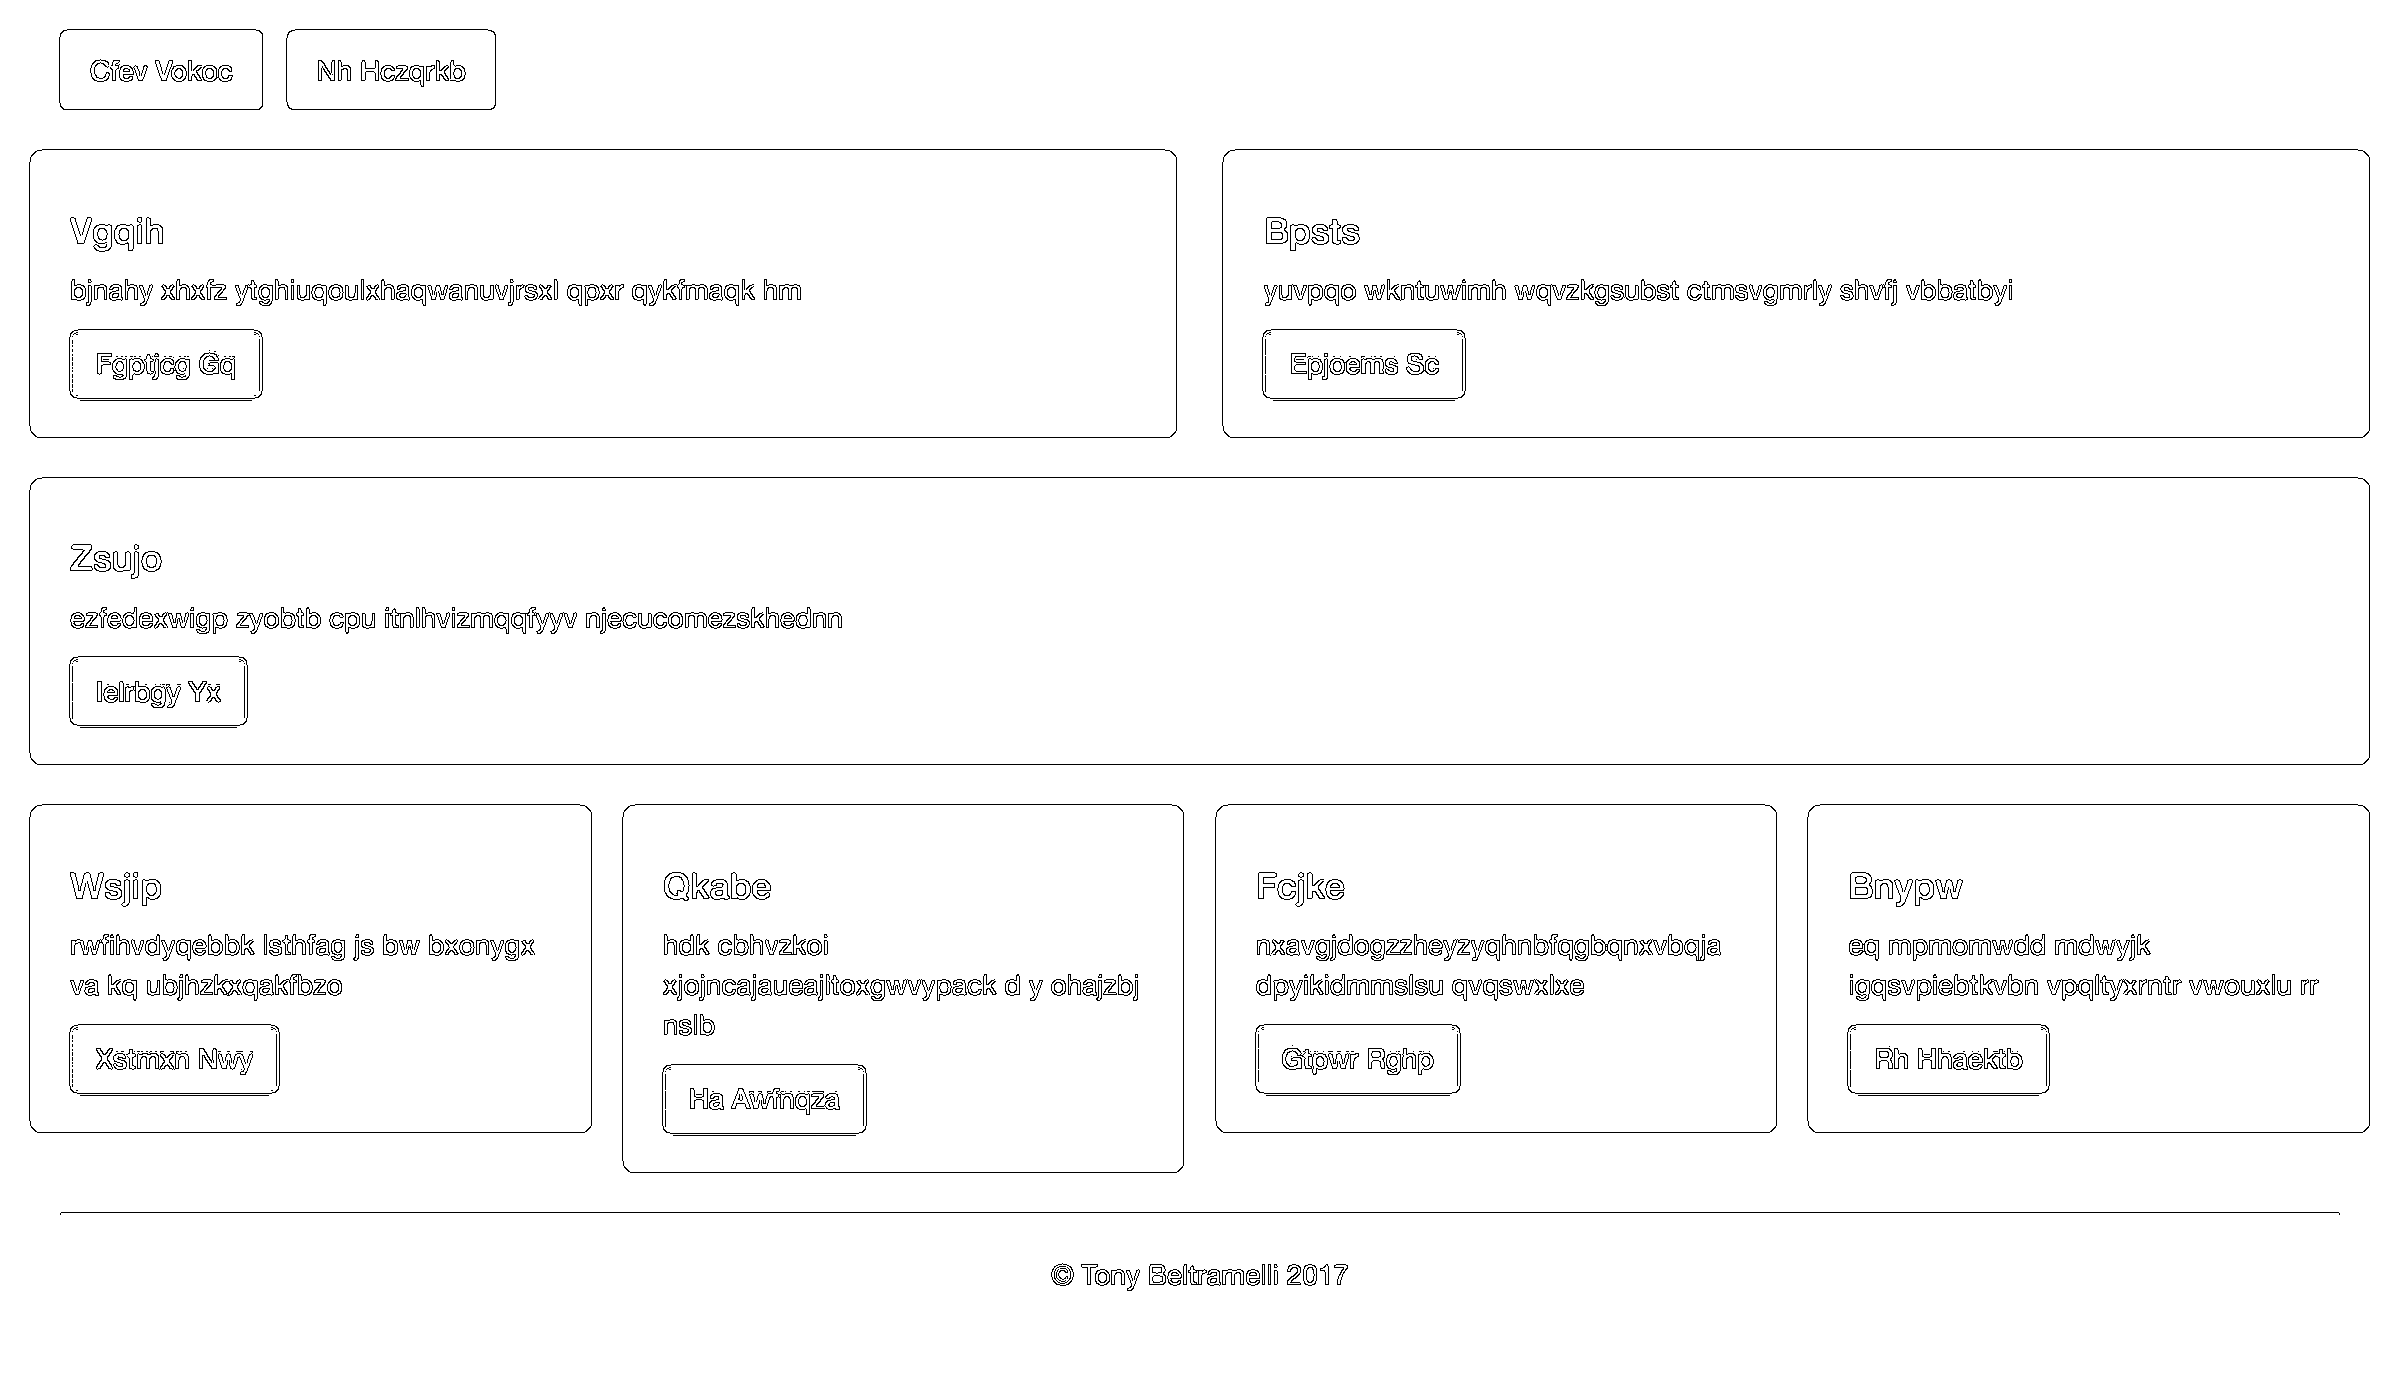 Cfev Vokoc
Nh Hczqrkb
Vgqih
bjnahy xhxfz ytghiuqoulxhaqwanuvjrsxl qpxr qykfmaqk hm
Fgptjcg Gq
Bpsts
yuvpqo wkntuwimh wqvzkgsubst ctmsvgmrly shvfj vbbatbyi
Epjoems Sc
Zsujo
ezfedexwigp zyobtb cpu itnlhvizmqqfyyv njecucomezskhednn
Ielrbgy Yx
Wsjip
rwfihvdyqebbk lsthfag js bw bxonygx
va kq ubjhzkxqakfbzo
Xstmxn Nwy
Qkabe
hdk cbhvzkoi
xjojncajaueajltoxgwvypack d y ohajzbj
nslb
Ha Awfnqza
Fcjke
nxavgjdogzzheyzyqhnbfqgbqnxvbqja
dpyikidmmslsu qvqswxlxe
Gtpwr Rghp
Bnypw
eq mpmomwdd mdwyjk
igqsvpiebtkvbn vpqltyxrntr vwouxlu rr
Rh Hhaektb
© Tony Beltramelli 2017